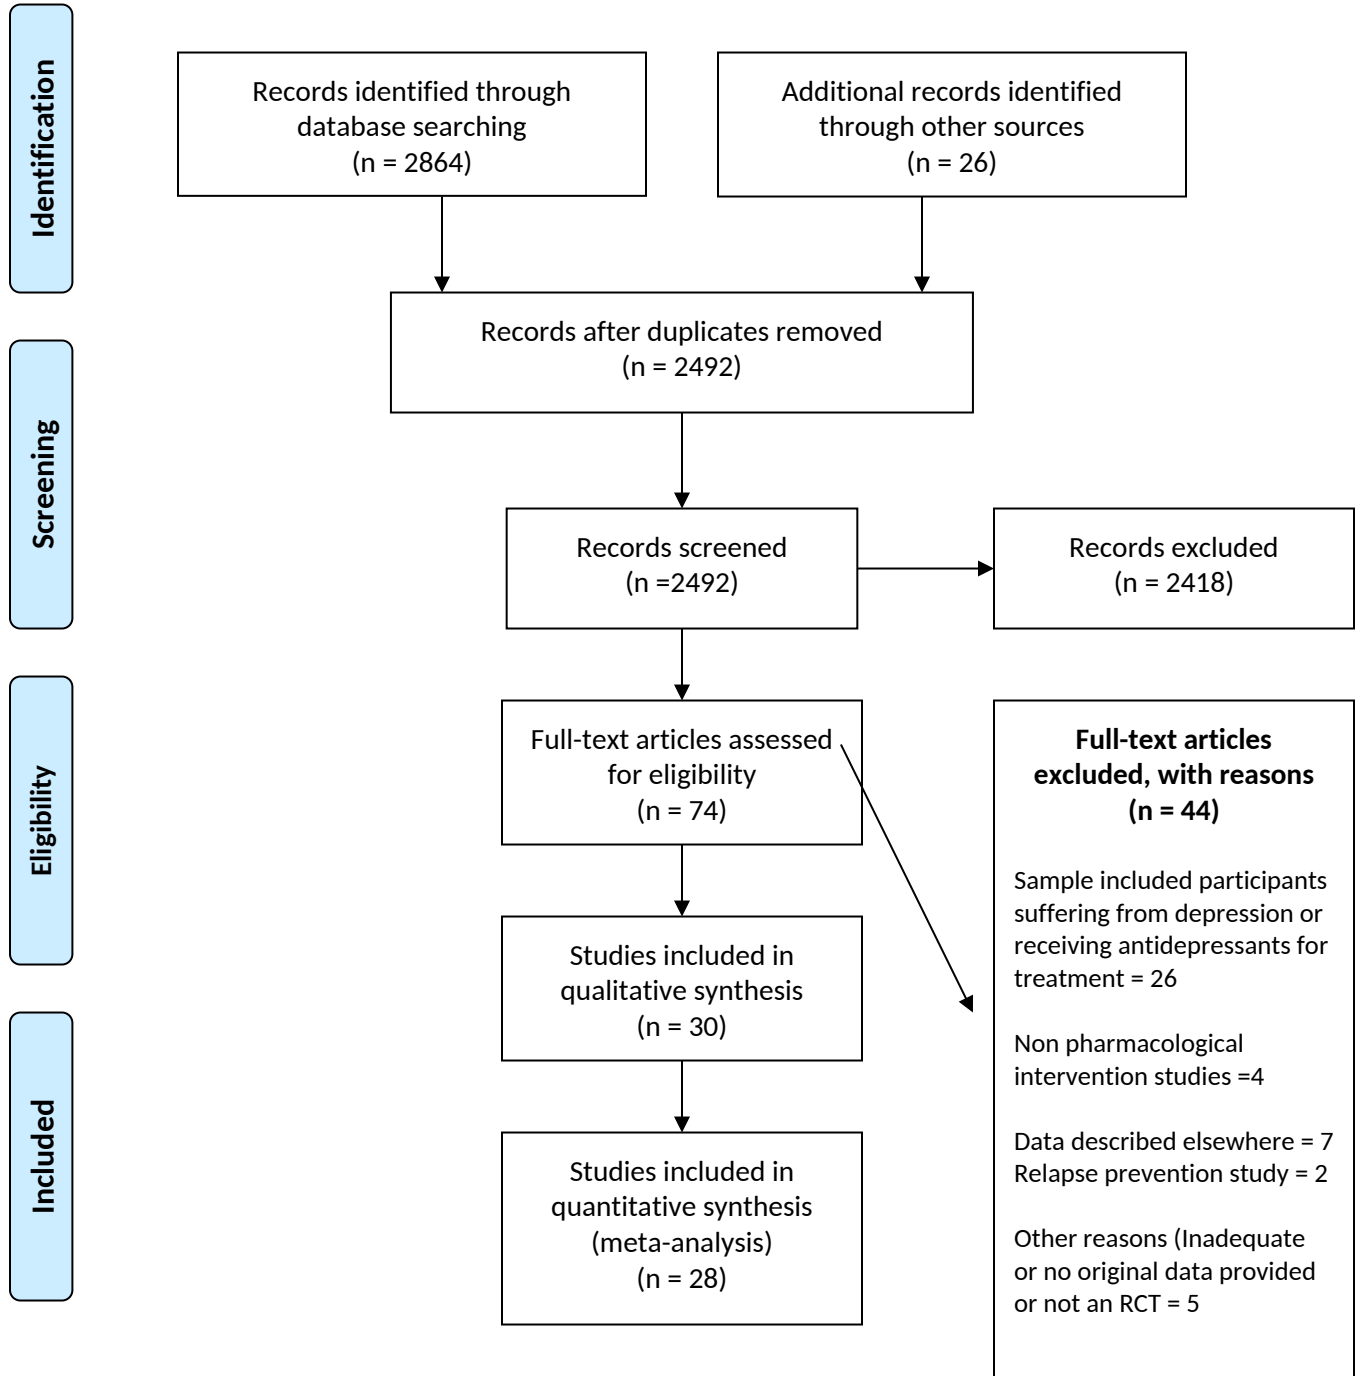 Identification
Records identified through
database searching
(n = 2864)
Additional records identified
through other sources
(n = 26)
Records after duplicates removed
(n = 2492)
Screening
Records screened
(n =2492)
Records excluded
(n = 2418)
Eligibility
Full-text articles assessed
for eligibility
(n = 74)
Full-text articles
excluded, with reasons
(n = 44)
Sample included participants
suffering from depression or
receiving antidepressants for
treatment = 26
Non pharmacological
intervention studies =4
Data described elsewhere = 7
Relapse prevention study = 2
Other reasons (Inadequate
or no original data provided
or not an RCT = 5
Studies included in
qualitative synthesis
(n = 30)
Included
Studies included in
quantitative synthesis
(meta-analysis)
(n = 28)